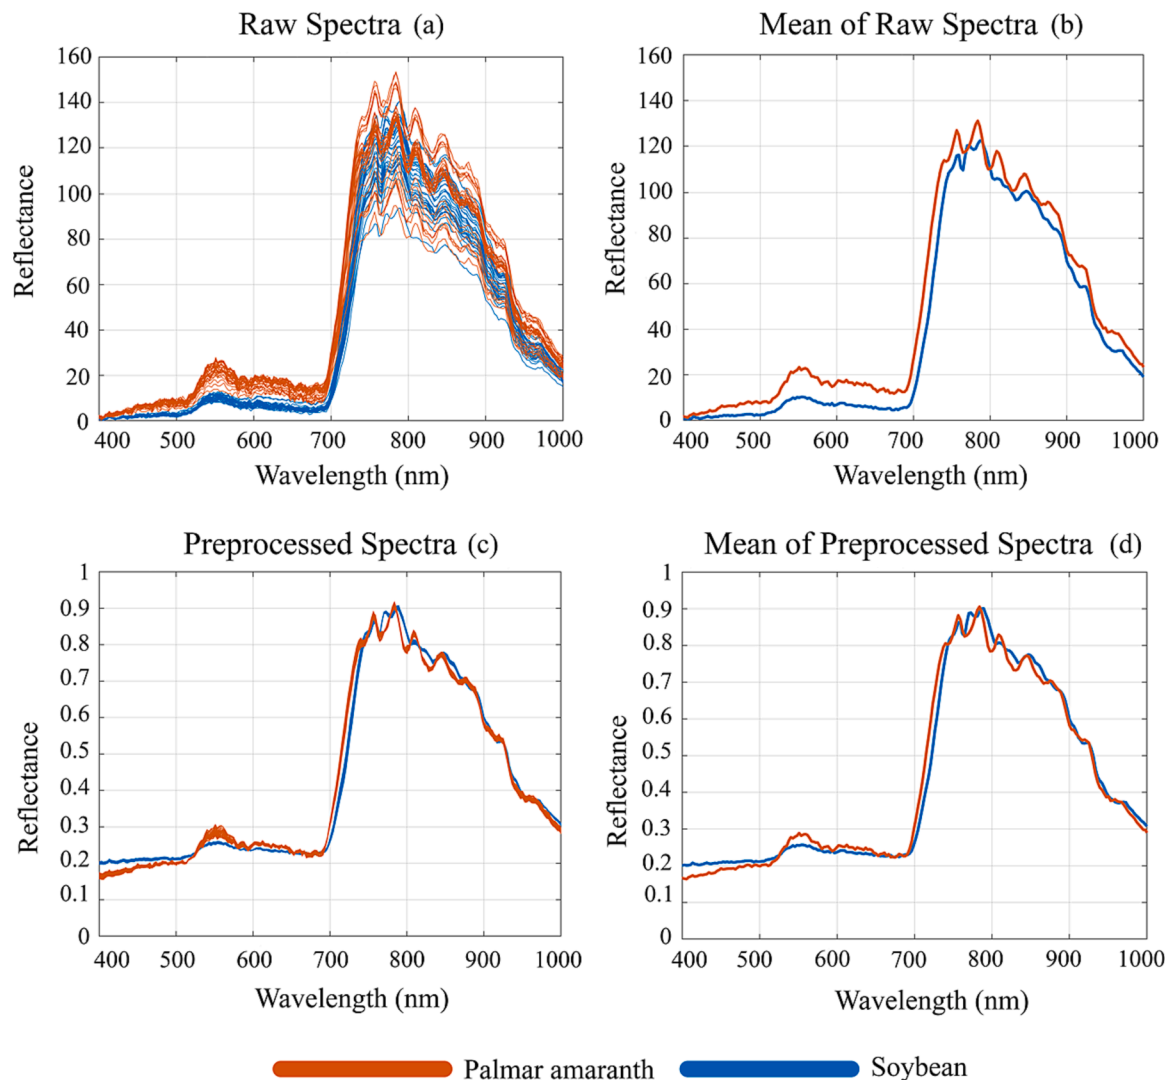 Raw Spectra (a)
160
140
120
100
80
60
40
20
0
Reflectance
400 500 600 700 800 900 1000
Wavelength (nm)
Mean of Raw Spectra (b)
160
140
120
100
80
60
40
20
0
Reflectance
400 500 600 700 800 900 1000
Wavelength (nm)
Preprocessed Spectra (c)
1
0.9
0.8
0.7
0.6
0.5
0.4
0.3
0.2
0.1
0
Reflectance
400 500 600 700 800 900 1000
Wavelength (nm)
Mean of Preprocessed Spectra (d)
1
0.9
0.8
0.7
0.6
0.5
0.4
0.3
0.2
0.1
0
Reflectance
400 500 600 700 800 900 1000
Wavelength (nm)
Palmar amaranth Soybean